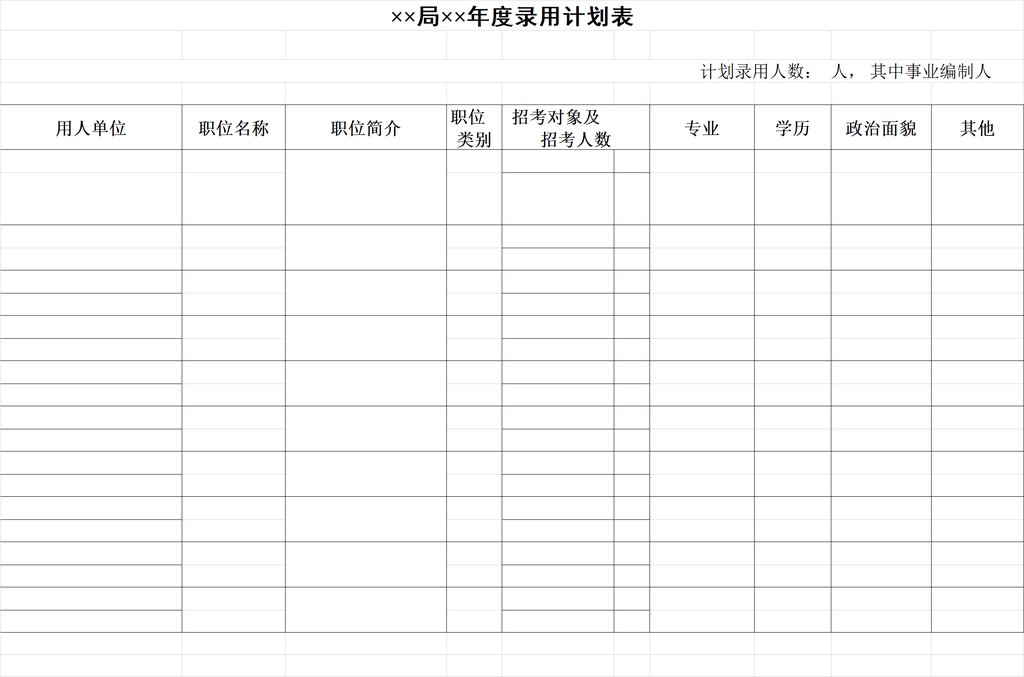 ××局××年度录用计划表
计划录用人数： 人， 其中事业编制人
用人单位
职位名称
职位简介
职位
类别
招考对象及
招考人数
专业
学历
政治面貌
其他